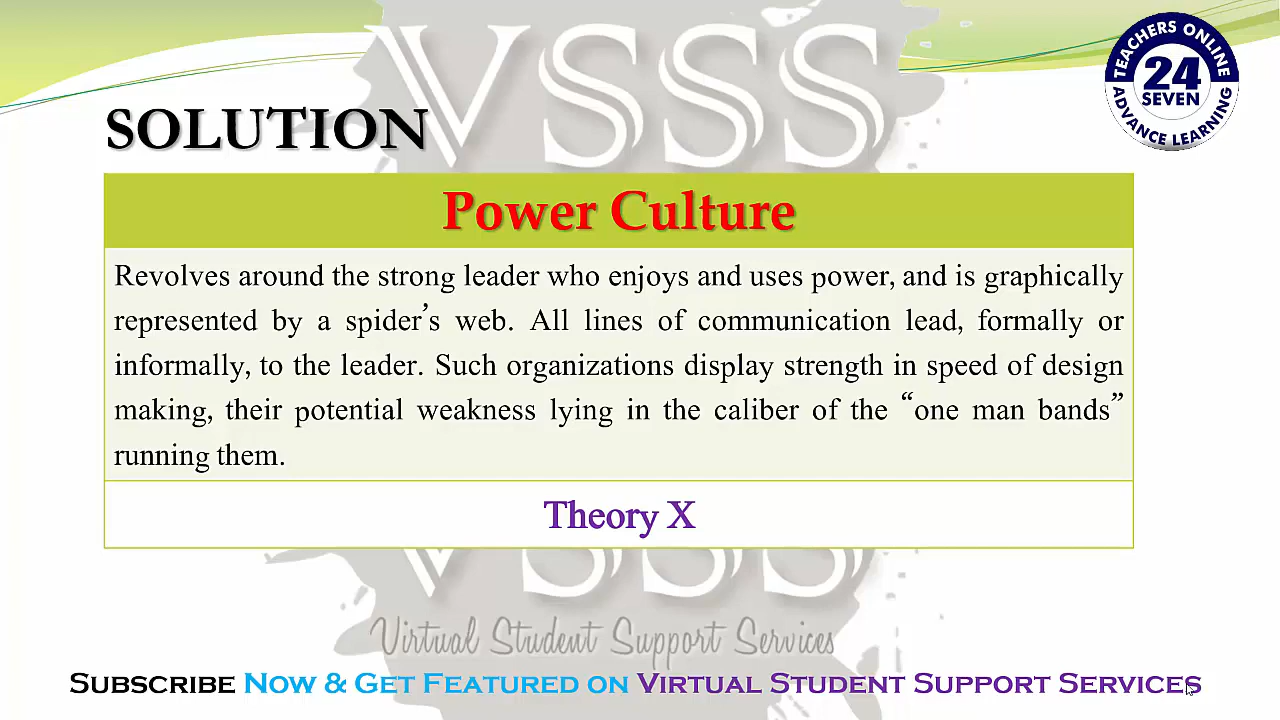 VSSS
TEACHERS ONLINE
24
SEVEN
ADVANCE LEARNING
SOLUTION
Power Culture
Revolves around the strong leader who enjoys and uses power, and is graphically
represented by a spider’s web. All lines of communication lead, formally or
informally, to the leader. Such organizations display strength in speed of design
making, their potential weakness lying in the caliber of the “one man bands”
running them.
Theory X
VSSS
Virtual Student Support Services
SUBSCRIBE NOW & GET FEATURED ON VIRTUAL STUDENT SUPPORT SERVICES